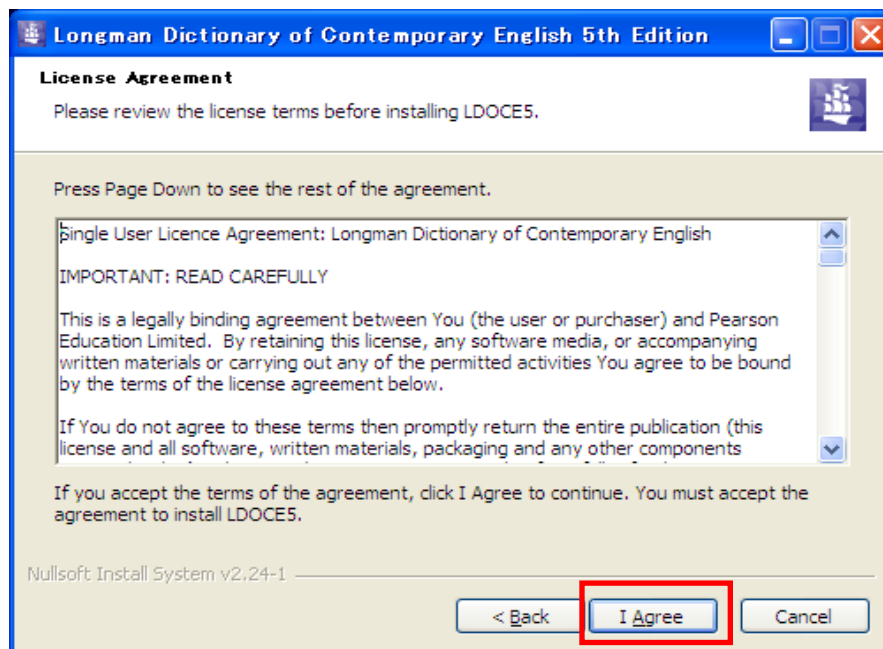 Longman Dictionary of Contemporary English 5th Edition
License Agreement
Please review the license terms before installing LDOCE5.
Press Page Down to see the rest of the agreement.
Single User Licence Agreement: Longman Dictionary of Contemporary English
IMPORTANT: READ CAREFULLY
This is a legally binding agreement between You (the user or purchaser) and Pearson
Education Limited.  By retaining this license, any software media, or accompanying
written materials or carrying out any of the permitted activities You agree to be bound
by the terms of the license agreement below.
If You do not agree to these terms then promptly return the entire publication (this
license and all software, written materials, packaging and any other components
If you accept the terms of the agreement, click I Agree to continue. You must accept the
agreement to install LDOCE5.
Nullsoft Install System v2.24-1
< Back
I Agree
Cancel